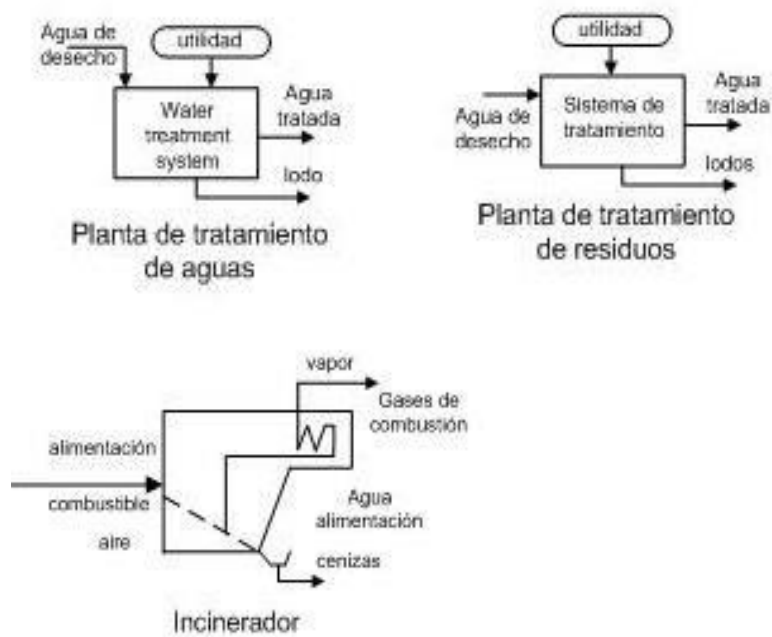 Agua de
desecho
utilidad
Water
treatment
system
Agua
tratada
lodo
Planta de tratamiento
de aguas
utilidad
Agua de
desecho
Sistema de
tratamiento
Agua
tratada
lodos
Planta de tratamiento
de residuos
vapor
Gases de
combustión
alimentación
combustible
aire
Agua
alimentación
cenizas
Incinerador